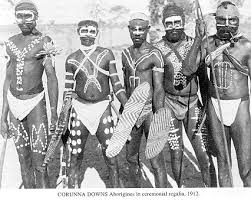 CORUNNA DOWNS Aborigines in ceremonial regalia, 1912.